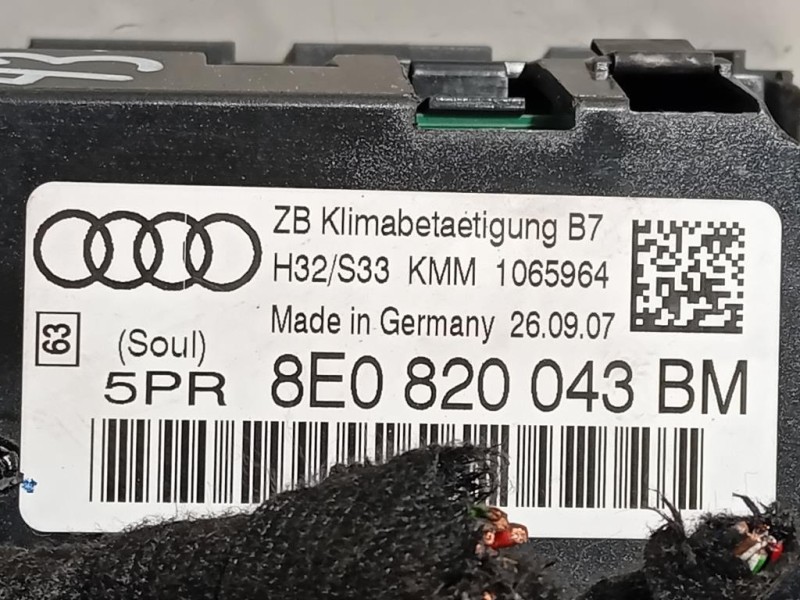 ZB Klimabetaetigung B7
H32/S33 KMM 1065964
Made in Germany 26.09.07
63
(Soul)
5PR
8E0 820 043 BM